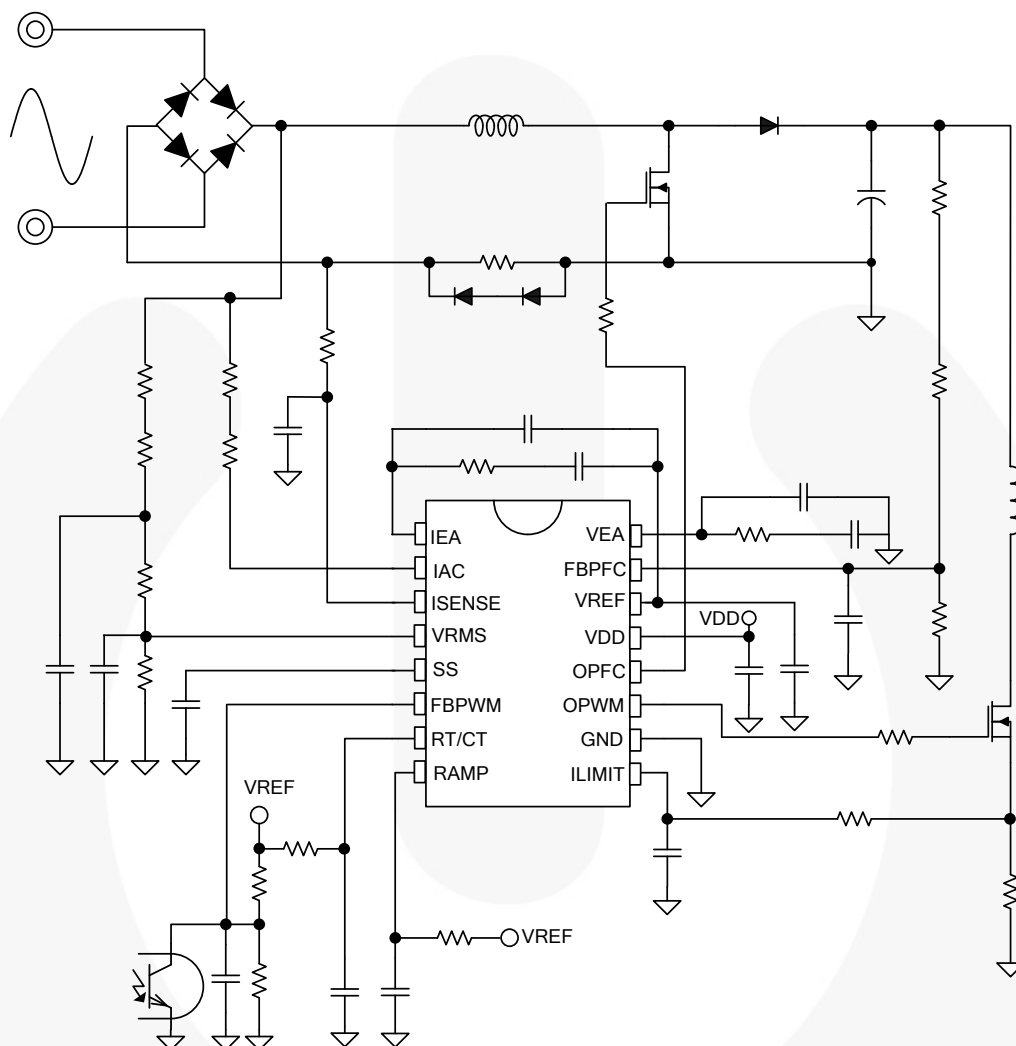 IEA
IAC
ISENSE
VRMS
SS
FBPWM
RT/CT
RAMP
VEA
FBPFC
VREF
VDD
OPFC
OPWM
GND
ILIMIT
VDD
VREF
VREF